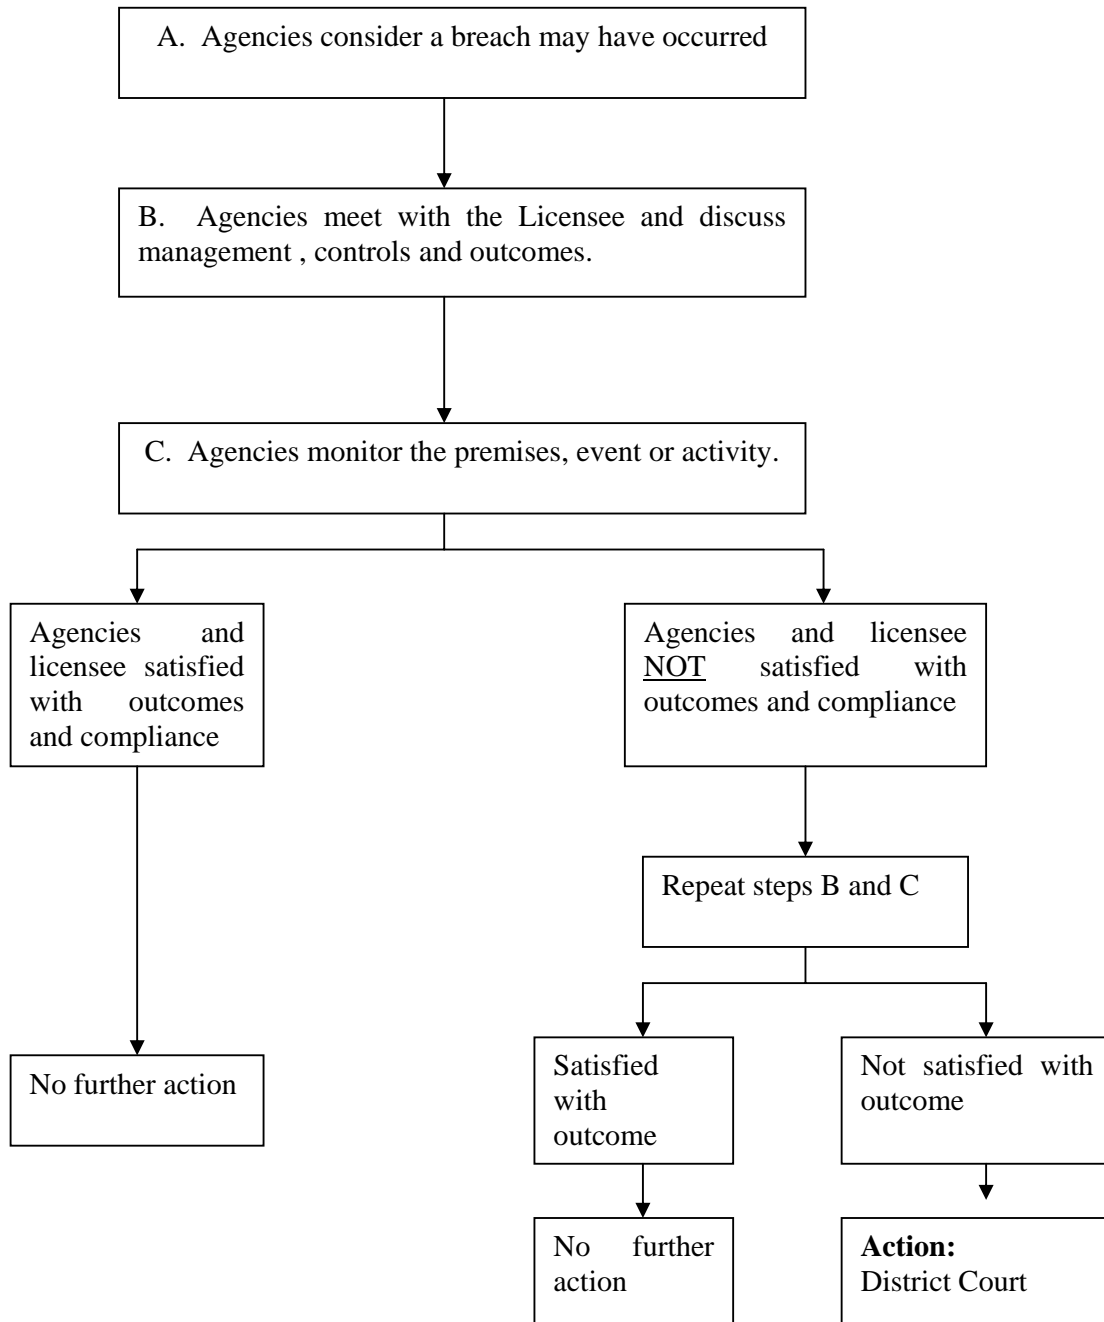 A. Agencies consider a breach may have occurred
B. Agencies meet with the Licensee and discuss
management , controls and outcomes.
C. Agencies monitor the premises, event or activity.
Agencies and
licensee satisfied
with outcomes
and compliance
Agencies and licensee
NOT satisfied with
outcomes and compliance
Repeat steps B and C
No further action
Satisfied
with
outcome
Not satisfied with
outcome
No further
action
Action:
District Court